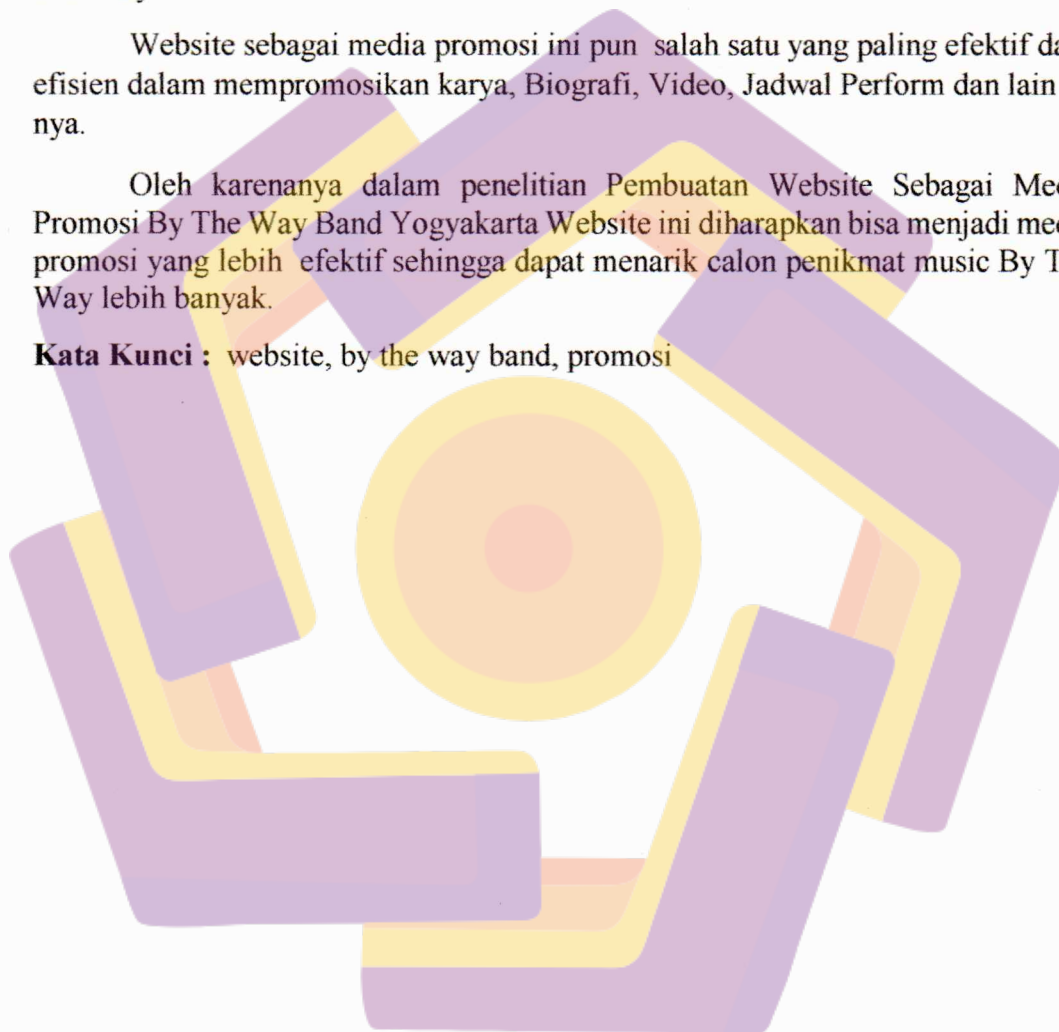 Website sebagai media promosi ini pun salah satu yang paling efektif
efisien dalam mempromosikan karya, Biografi, Video, Jadwal Perform dan lain
nya.
Oleh karenanya dalam penelitian Pembuatan Website Sebagai
Promosi By The Way Band Yogyakarta Website ini diharapkan bisa menjadi
promosi yang lebih efektif sehingga dapat menarik calon penikmat music By
Way lebih banyak.
Kata Kunci : website, by the way band, promosi